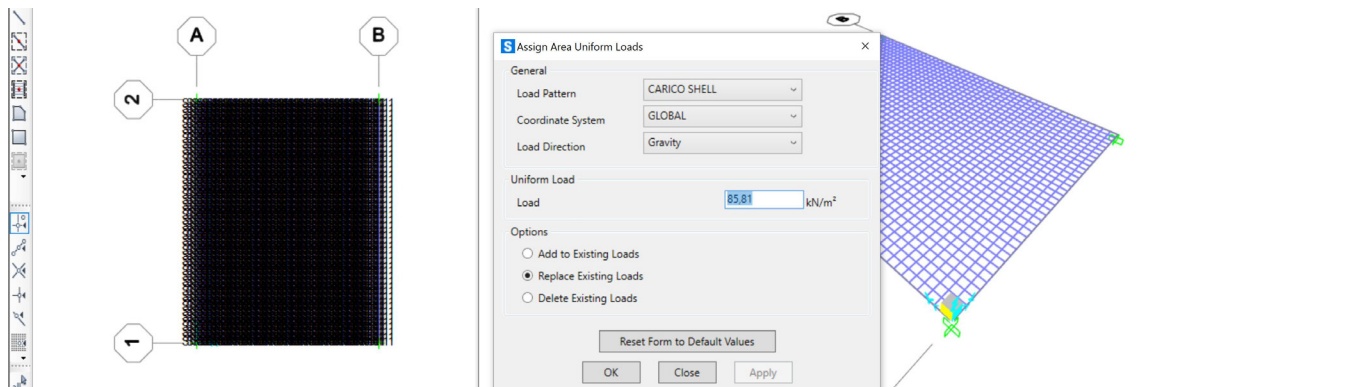 A
B
2
1
S Assign Area Uniform Loads
General
Load Pattern CARICO SHELL
Coordinate System GLOBAL
Load Direction Gravity
Uniform Load
Load 85,81 kN/m²
Options
Add to Existing Loads
Replace Existing Loads
Delete Existing Loads
Reset Form to Default Values
OK Close Apply